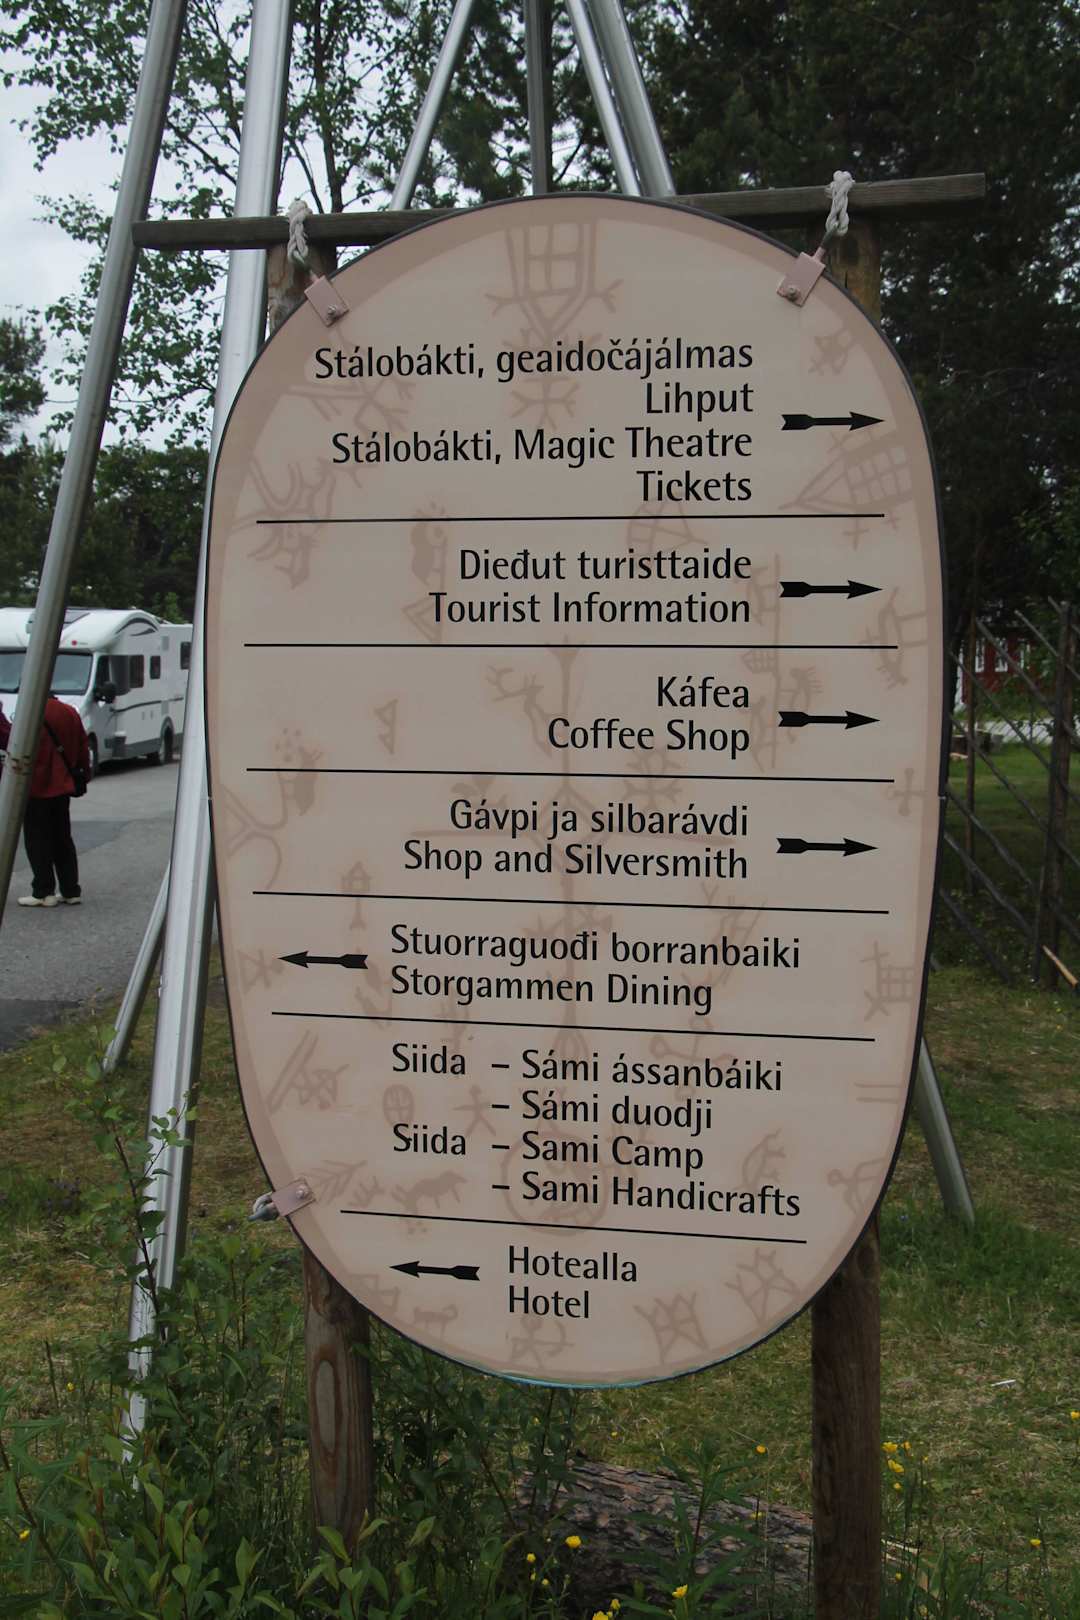 Stálobákti, geaidočájálmas
Lihput
Stálobákti, Magic Theatre
Tickets
Dieđut turisttaide
Tourist Information
Káfea
Coffee Shop
Gávpi ja silbarávdi
Shop and Silversmith
Stuorraguođi borranbaiki
Storgammen Dining
Siida – Sámi ássanbáiki
– Sámi duodji
Siida – Sami Camp
– Sami Handicrafts
Hotealla
Hotel